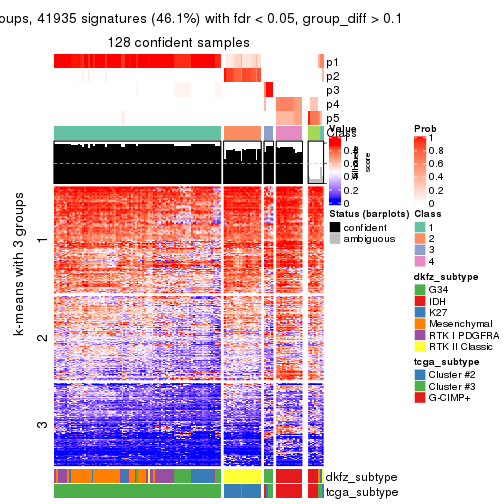 oups, 41935 signatures (46.1%) with fdr < 0.05, group_diff > 0.1
128 confident samples
p1
p2
p3
p4
p5
Class
k-means with 3 groups
1
2
3
dkfz_subtype
tcga_subtype
Value
1
0.8
0.6
0.4
0.2
0
score
Status (barplots)
confident
ambiguous
Prob
1
0.8
0.6
0.4
0.2
0
Class
1
2
3
4
dkfz_subtype
G34
IDH
K27
Mesenchymal
RTK I PDGFRA
RTK II Classic
tcga_subtype
Cluster #2
Cluster #3
G-CIMP+